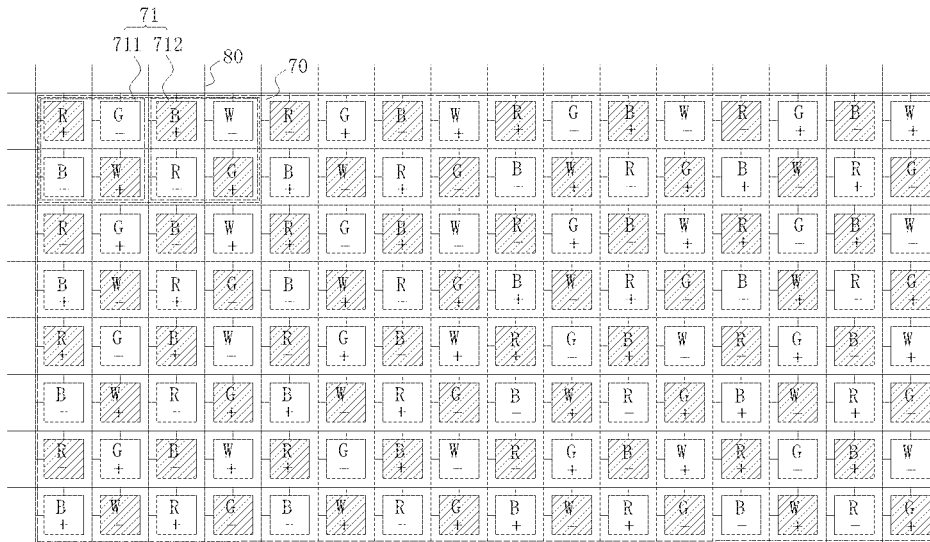 71
711 712 80 70
R G B W R G B W R G B W R G B W
+ - + - - + - + + - + - - + - +
B W R G B W R G B W R G B W R G
- + - + + - + - - + - + + - + -
R G B W R G B W R G B W R G B W
- + - + + - + - - + - + + - + -
B W R G B W R G B W R G B W R G
+ - + - - + - + + - + - - + - +
R G B W R G B W R G B W R G B W
+ - + - - + - + + - + - - + - +
B W R G B W R G B W R G B W R G
- + - + + - + - - + - + + - + -
R G B W R G B W R G B W R G B W
- + - + + - + - - + - + + - + -
B W R G B W R G B W R G B W R G
+ - + - - + - + + - + - - + - +